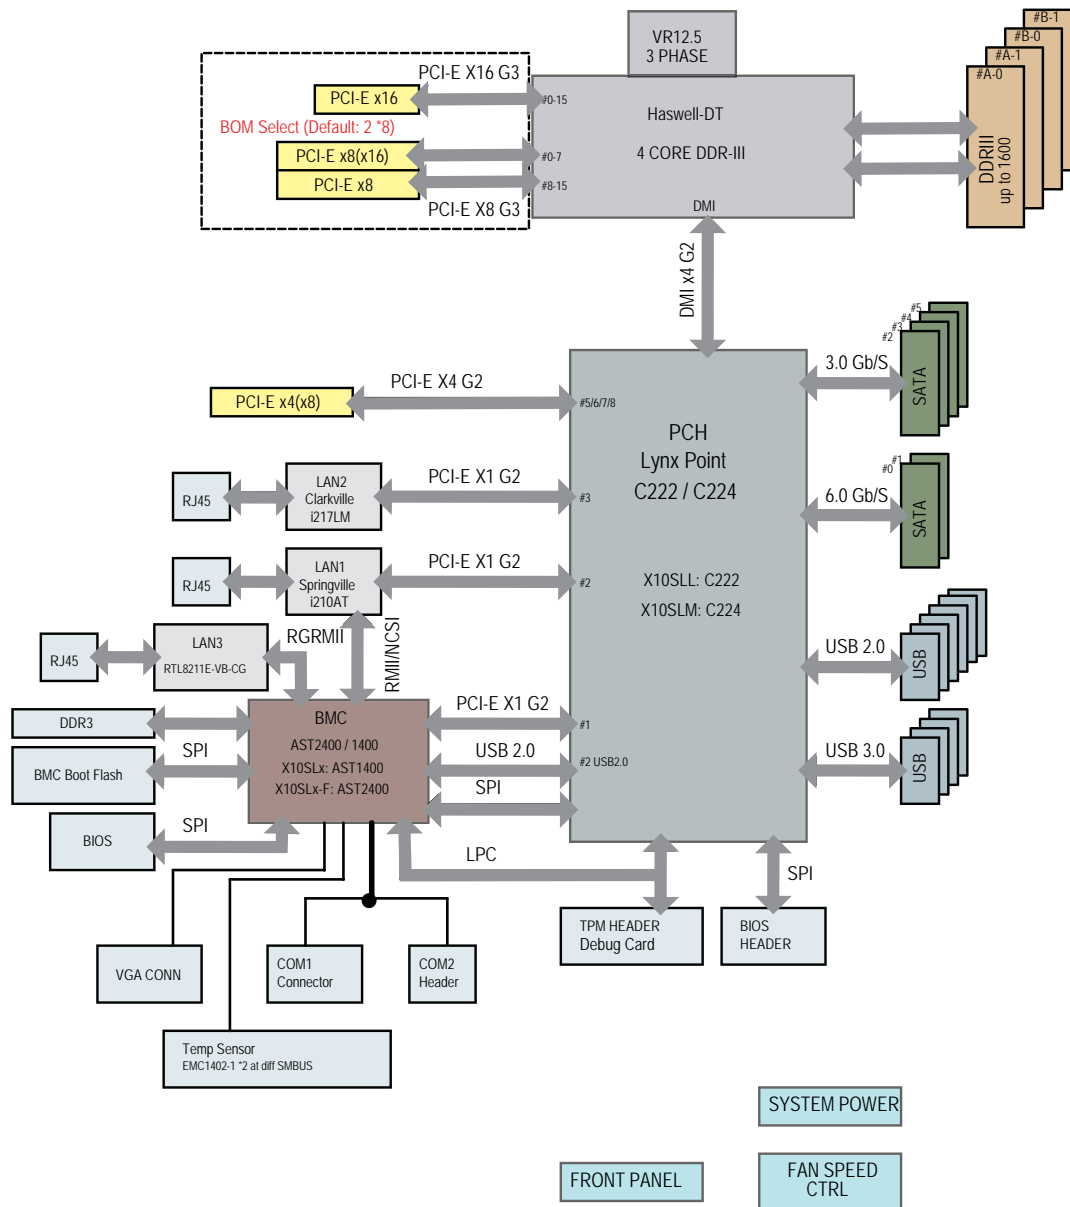 VR12.5
3 PHASE
#B-1
#B-0
#A-1
#A-0
PCI-E X16 G3
PCI-E x16
#0-15
Haswell-DT
BOM Select (Default: 2 *8)
PCI-E x8(x16)
#0-7
4 CORE DDR-III
PCI-E x8
#8-15
PCI-E X8 G3
DMI
DDRIII
up to 1600
DMI x4 G2
#5
#4
#3
#2
3.0 Gb/S
SATA
PCI-E X4 G2
PCI-E x4(x8)
#5/6/7/8
PCH
Lynx Point
C222 / C224
#1
#0
6.0 Gb/S
SATA
LAN2
Clarkville
i217LM
RJ45
PCI-E X1 G2
#3
LAN1
Springville
i210AT
RJ45
PCI-E X1 G2
#2
X10SLL: C222
X10SLM: C224
RGRMII
RMII/NCSI
LAN3
RTL8211E-VB-CG
RJ45
USB 2.0
USB
BMC
AST2400 / 1400
X10SLx: AST1400
X10SLx-F: AST2400
PCI-E X1 G2
#1
DDR3
SPI
BMC Boot Flash
USB 2.0
#2 USB2.0
USB 3.0
USB
SPI
SPI
BIOS
LPC
SPI
TPM HEADER
Debug Card
BIOS
HEADER
VGA CONN
COM1
Connector
COM2
Header
Temp Sensor
EMC1402-1 *2 at diff SMBUS
SYSTEM POWER
FRONT PANEL
FAN SPEED
CTRL